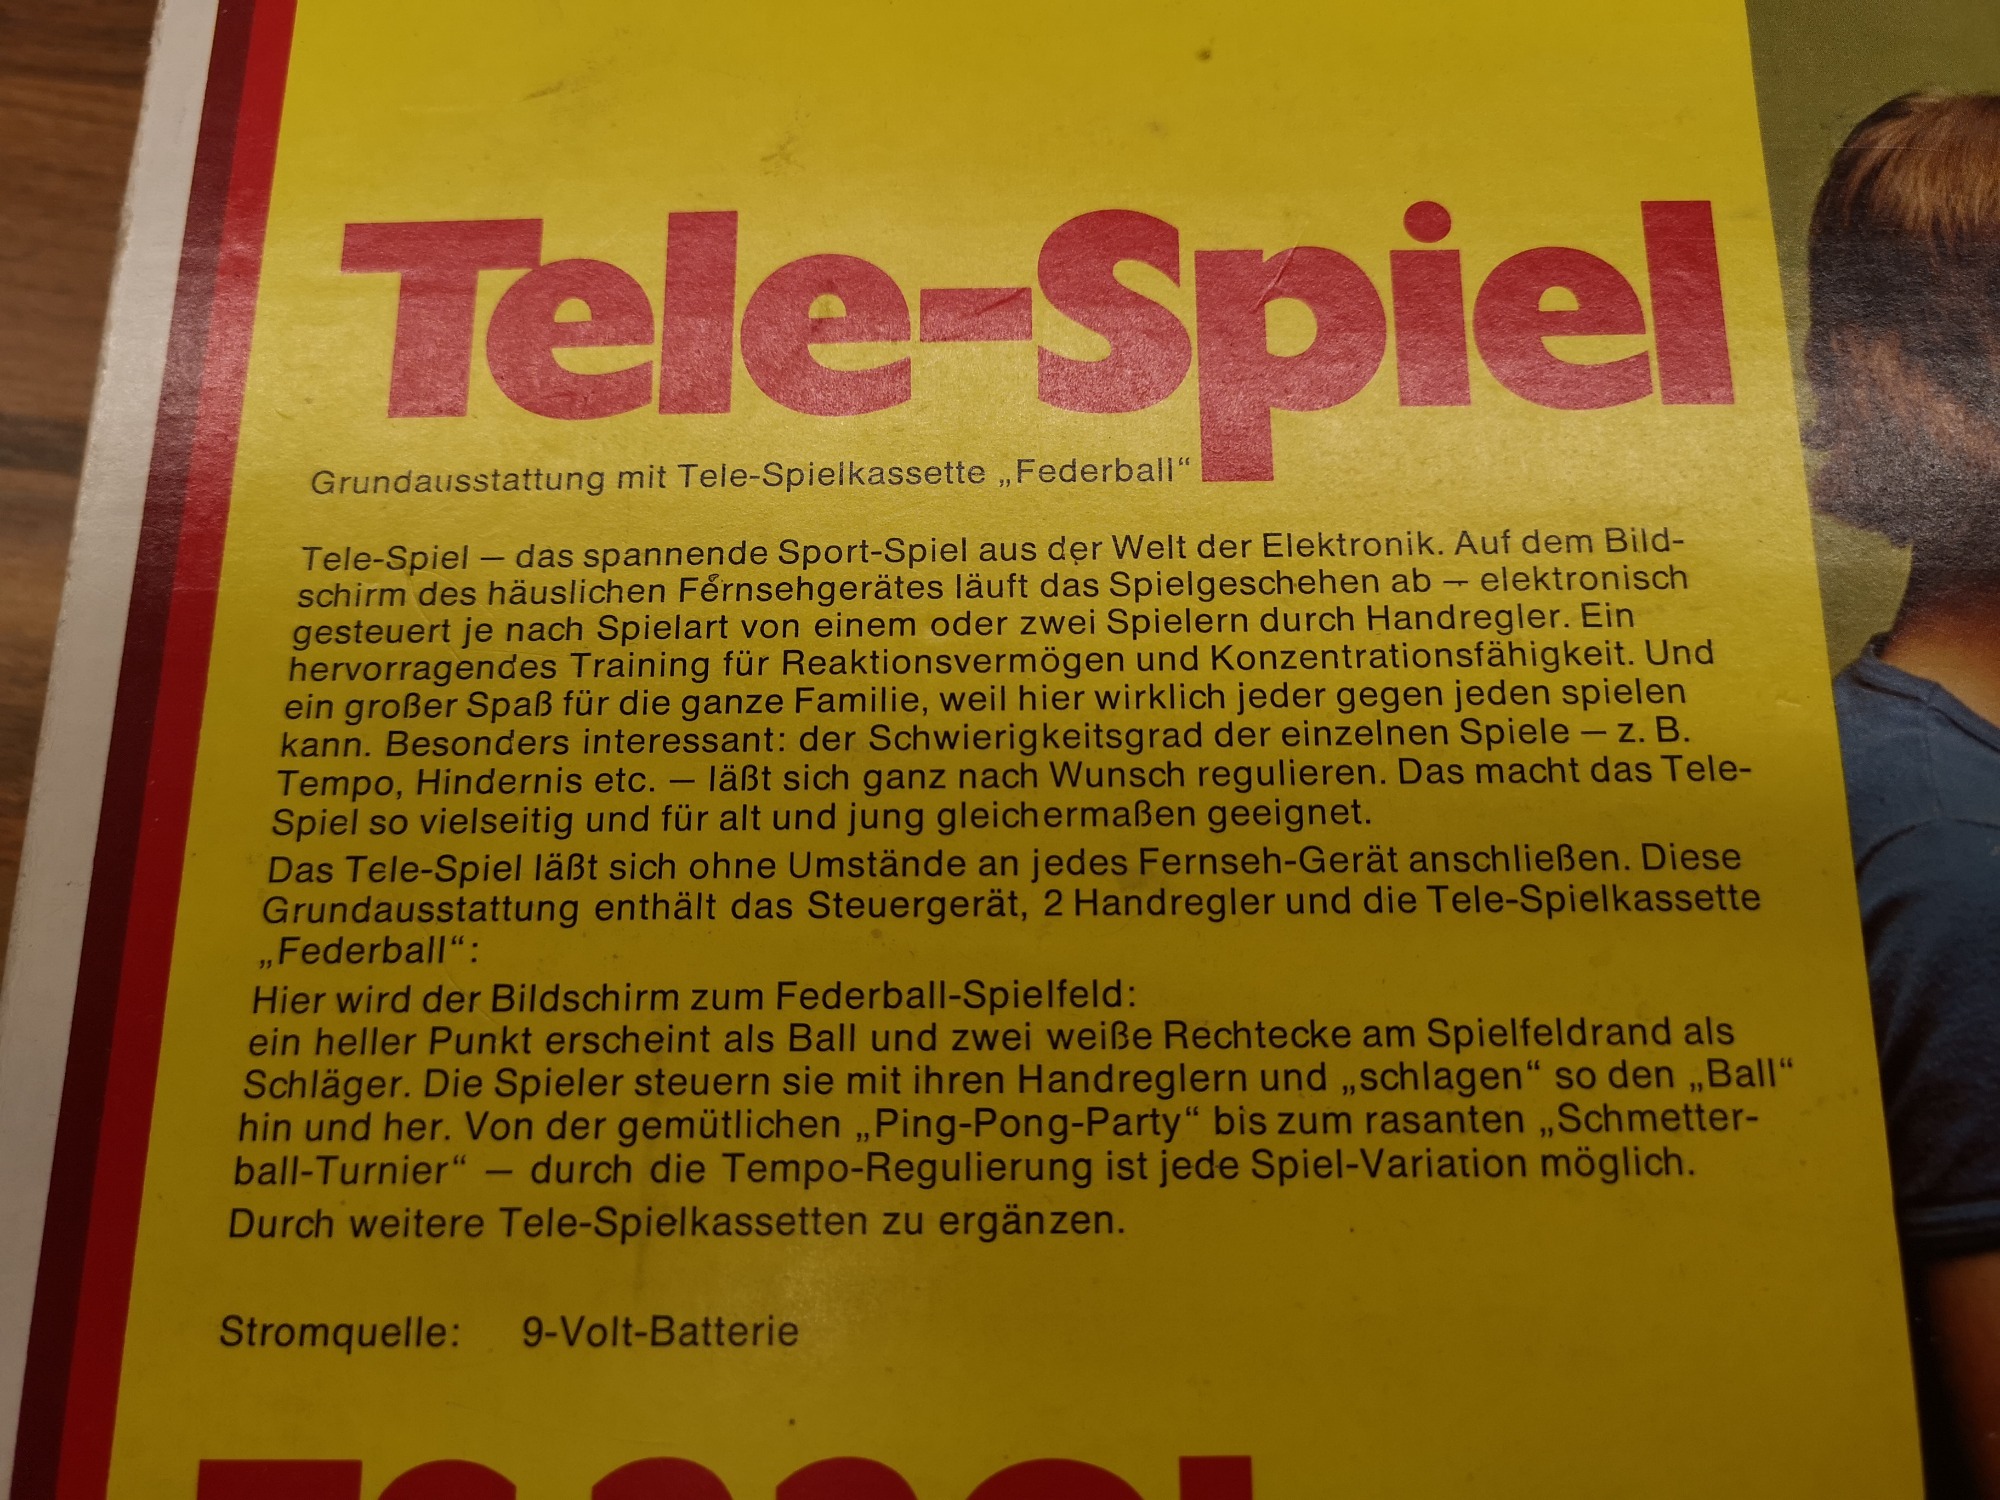 Tele-Spiel
Grundausstattung mit Tele-Spielkassette „Federball“
Tele-Spiel — das spannende Sport-Spiel aus der Welt der Elektronik. Auf dem Bild-
schirm des häuslichen Fernsehgerätes läuft das Spielgeschehen ab — elektronisch
gesteuert je nach Spielart von einem oder zwei Spielern durch Handregler. Ein
hervorragendes Training für Reaktionsvermögen und Konzentrationsfähigkeit. Und
ein großer Spaß für die ganze Familie, weil hier wirklich jeder gegen jeden spielen
kann. Besonders interessant: der Schwierigkeitsgrad der einzelnen Spiele — z. B.
Tempo, Hindernis etc. — läßt sich ganz nach Wunsch regulieren. Das macht das Tele-
Spiel so vielseitig und für alt und jung gleichermaßen geeignet.
Das Tele-Spiel läßt sich ohne Umstände an jedes Fernseh-Gerät anschließen. Diese
Grundausstattung enthält das Steuergerät, 2 Handregler und die Tele-Spielkassette
„Federball“:
Hier wird der Bildschirm zum Federball-Spielfeld:
ein heller Punkt erscheint als Ball und zwei weiße Rechtecke am Spielfeldrand als
Schläger. Die Spieler steuern sie mit ihren Handreglern und „schlagen“ so den „Ball“
hin und her. Von der gemütlichen „Ping-Pong-Party“ bis zum rasanten „Schmetter-
ball-Turnier“ — durch die Tempo-Regulierung ist jede Spiel-Variation möglich.
Durch weitere Tele-Spielkassetten zu ergänzen.
Stromquelle: 9-Volt-Batterie